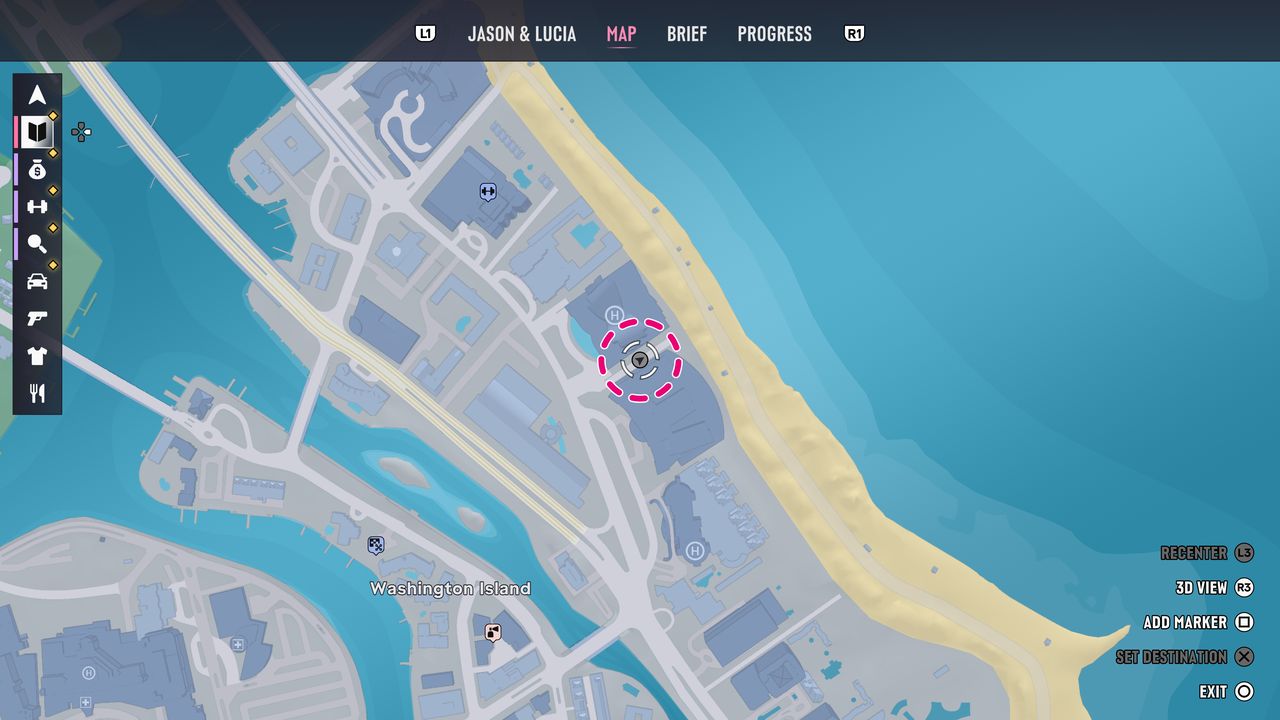 L1 JASON & LUCIA MAP BRIEF PROGRESS R1
$
H
Washington Island
H
H
RECENTER L3
3D VIEW R3
ADD MARKER
SET DESTINATION
EXIT